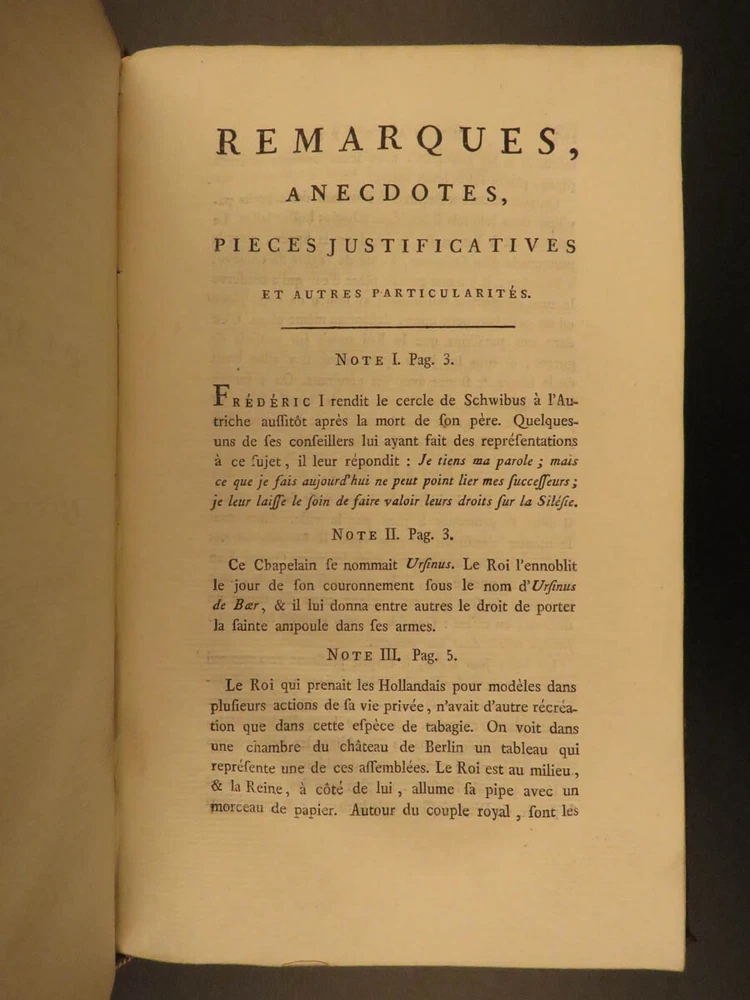 REMARQUES,
ANECDOTES,
PIECES JUSTIFICATIVES
ET AUTRES PARTICULARITÉS.
NOTE I. Pag. 3.
FRÉDÉRIC I rendit le cercle de Schwibus à l'Au-
triche auſſitôt après la mort de ſon père. Quelques-
uns de ſes conſeillers lui ayant fait des repréſentations
à ce ſujet, il leur répondit : Je tiens ma parole ; mais
ce que je fais aujourd'hui ne peut point lier mes ſucceſſeurs ;
je leur laiſſe le ſoin de faire valoir leurs droits ſur la Siléſie.
NOTE II. Pag. 3.
Ce Chapelain ſe nommait Urſinus. Le Roi l'ennoblit
le jour de ſon couronnement ſous le nom d'Urſinus
de Bær, & il lui donna entre autres le droit de porter
la ſainte ampoule dans ſes armes.
NOTE III. Pag. 5.
Le Roi qui prenait les Hollandais pour modèles dans
pluſieurs actions de ſa vie privée, n'avait d'autre récréa-
tion que dans cette eſpèce de tabagie. On voit dans
une chambre du château de Berlin un tableau qui
repréſente une de ces aſſemblées. Le Roi eſt au milieu,
& la Reine, à côté de lui, allume ſa pipe avec un
morceau de papier. Autour du couple royal, ſont les